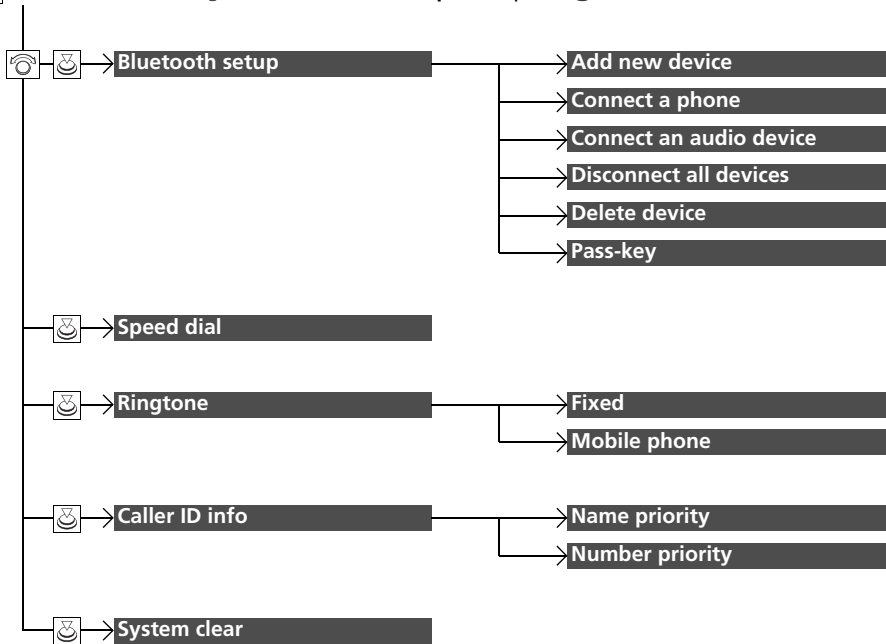 Bluetooth setup
Add new device
Connect a phone
Connect an audio device
Disconnect all devices
Delete device
Pass-key
Speed dial
Ringtone
Fixed
Mobile phone
Caller ID info
Name priority
Number priority
System clear